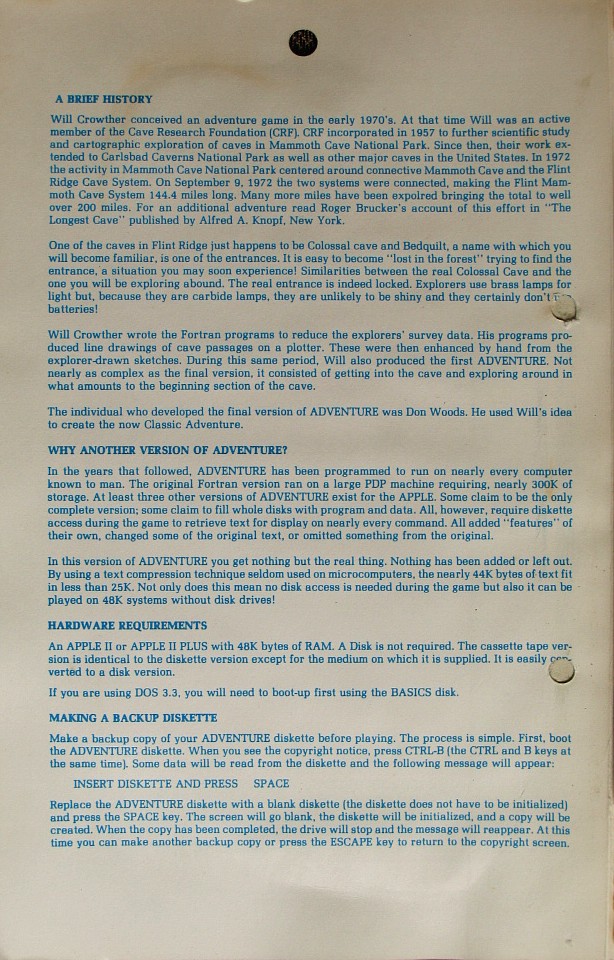 A BRIEF HISTORY
Will Crowther conceived an adventure game in the early 1970's. At that time Will was an active
member of the Cave Research Foundation (CRF). CRF incorporated in 1957 to further scientific study
and cartographic exploration of caves in Mammoth Cave National Park. Since then, their work ex-
tended to Carlsbad Caverns National Park as well as other major caves in the United States. In 1972
the activity in Mammoth Cave National Park centered around connective Mammoth Cave and the Flint
Ridge Cave System. On September 9, 1972 the two systems were connected, making the Flint Mam-
moth Cave System 144.4 miles long. Many more miles have been expolred bringing the total to well
over 200 miles. For an additional adventure read Roger Brucker's account of this effort in "The
Longest Cave" published by Alfred A. Knopf, New York.
One of the caves in Flint Ridge just happens to be Colossal cave and Bedquilt, a name with which you
will become familiar, is one of the entrances. It is easy to become "lost in the forest" trying to find the
entrance, a situation you may soon experience! Similarities between the real Colossal Cave and the
one you will be exploring abound. The real entrance is indeed locked. Explorers use brass lamps for
light but, because they are carbide lamps, they are unlikely to be shiny and they certainly don't
batteries!
Will Crowther wrote the Fortran programs to reduce the explorers' survey data. His programs pro-
duced line drawings of cave passages on a plotter. These were then enhanced by hand from the
explorer-drawn sketches. During this same period, Will also produced the first ADVENTURE. Not
nearly as complex as the final version, it consisted of getting into the cave and exploring around in
what amounts to the beginning section of the cave.
The individual who developed the final version of ADVENTURE was Don Woods. He used Will's idea
to create the now Classic Adventure.
WHY ANOTHER VERSION OF ADVENTURE?
In the years that followed, ADVENTURE has been programmed to run on nearly every computer
known to man. The original Fortran version ran on a large PDP machine requiring, nearly 300K of
storage. At least three other versions of ADVENTURE exist for the APPLE. Some claim to be the only
complete version; some claim to fill whole disks with program and data. All, however, require diskette
access during the game to retrieve text for display on nearly every command. All added "features" of
their own, changed some of the original text, or omitted something from the original.
In this version of ADVENTURE you get nothing but the real thing. Nothing has been added or left out.
By using a text compression technique seldom used on microcomputers, the nearly 44K bytes of text fit
in less than 25K. Not only does this mean no disk access is needed during the game but also it can be
played on 48K systems without disk drives!
HARDWARE REQUIREMENTS
An APPLE II or APPLE II PLUS with 48K bytes of RAM. A Disk is not required. The cassette tape ver-
sion is identical to the diskette version except for the medium on which it is supplied. It is easily con-
verted to a disk version.
If you are using DOS 3.3, you will need to boot-up first using the BASICS disk.
MAKING A BACKUP DISKETTE
Make a backup copy of your ADVENTURE diskette before playing. The process is simple. First, boot
the ADVENTURE diskette. When you see the copyright notice, press CTRL-B (the CTRL and B keys at
the same time). Some data will be read from the diskette and the following message will appear:
INSERT DISKETTE AND PRESS SPACE
Replace the ADVENTURE diskette with a blank diskette (the diskette does not have to be initialized)
and press the SPACE key. The screen will go blank, the diskette will be initialized, and a copy will be
created. When the copy has been completed, the drive will stop and the message will reappear. At this
time you can make another backup copy or press the ESCAPE key to return to the copyright screen.